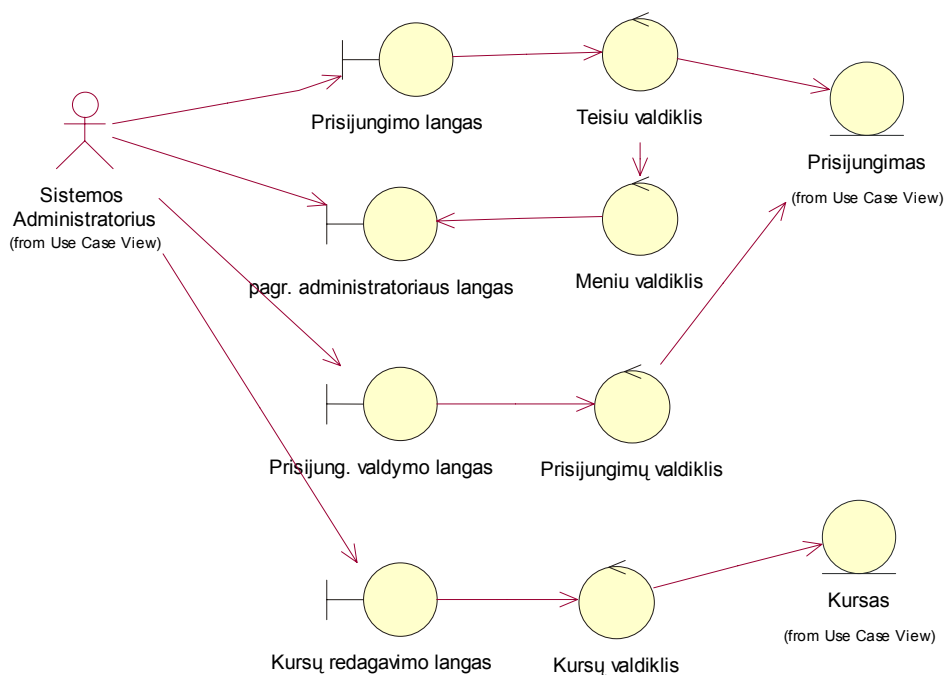 Prisijungimo langas
Teisiu valdiklis
Prisijungimas
(from Use Case View)
Sistemos
Administratorius
(from Use Case View)
pagr. administratoriaus langas
Meniu valdiklis
Prisijung. valdymo langas
Prisijungimų valdiklis
Kursas
(from Use Case View)
Kursų redagavimo langas
Kursų valdiklis